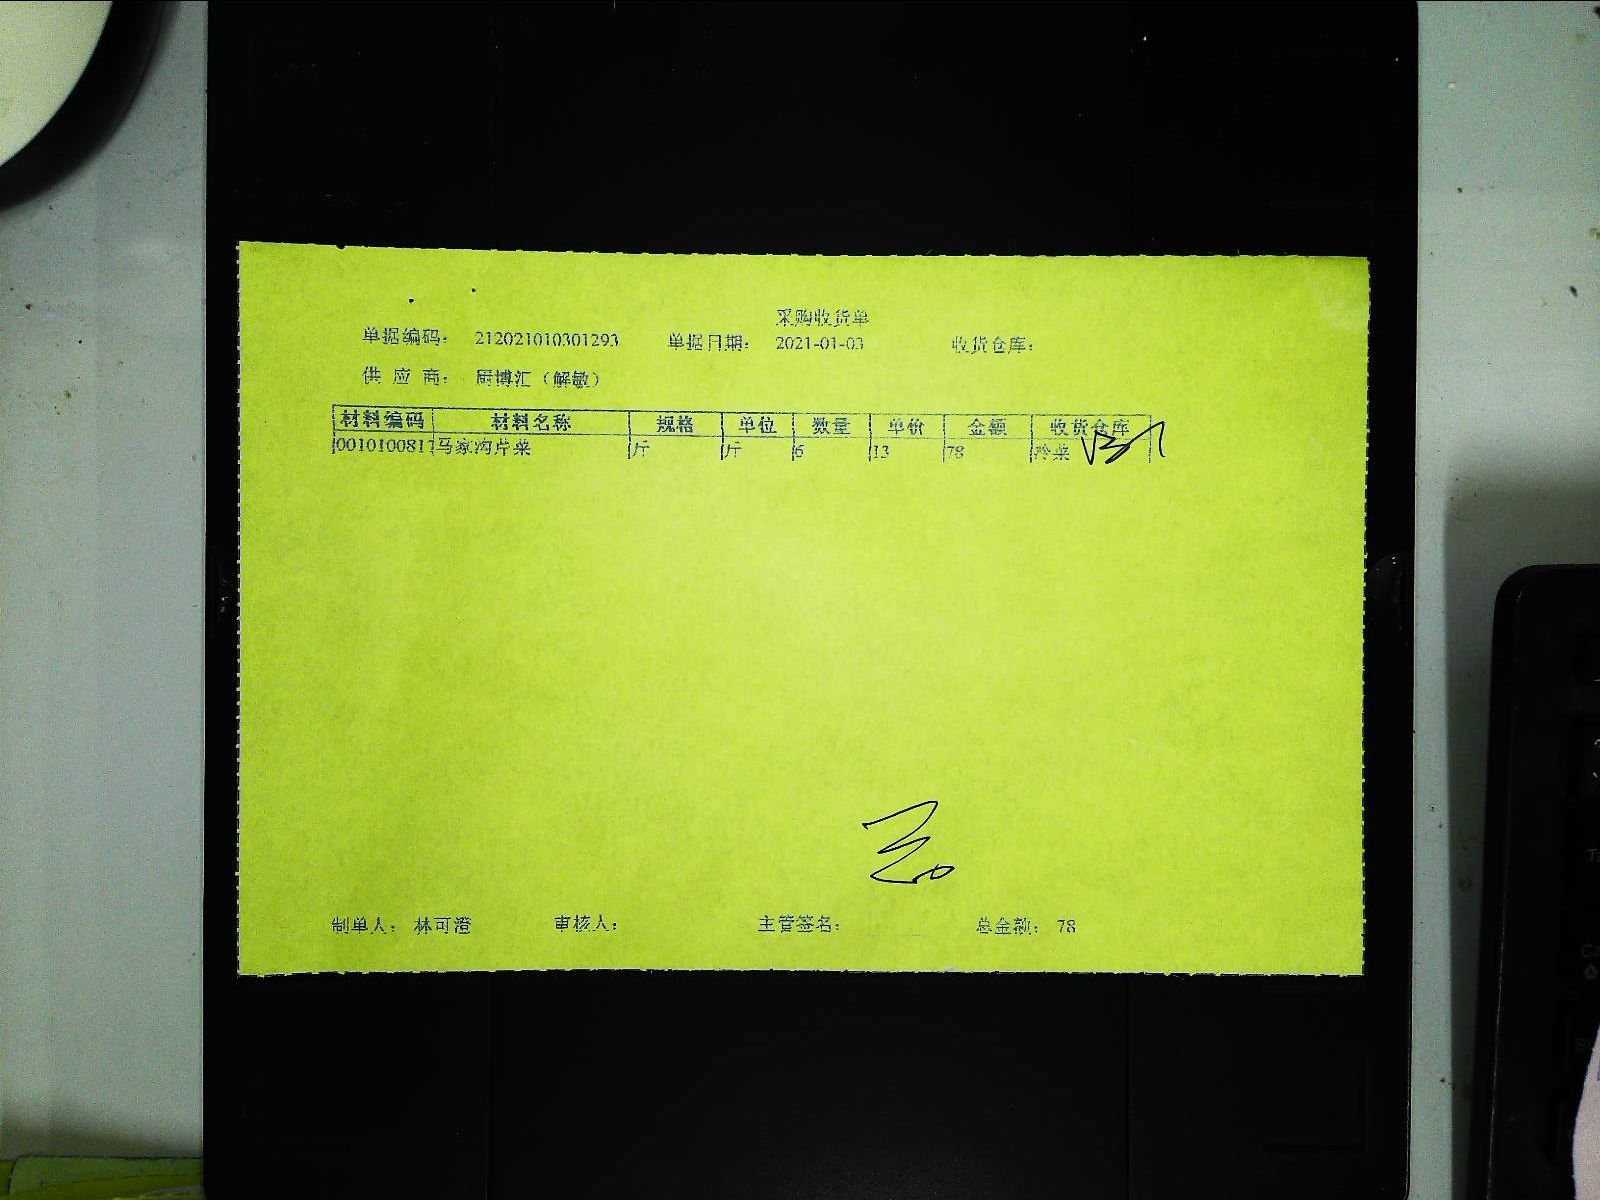 采购收货单
单据编码： 212021010301293 单据日期： 2021-01-03 收货仓库：
供 应 商： 厨博汇（解敏）
材料编码 材料名称 规格 单位 数量 单价 金额 收货仓库
马家沟芹菜 斤 斤 6 13 78 冷菜
制单人： 林可澄 审核人： 主管签名： 总金额： 78